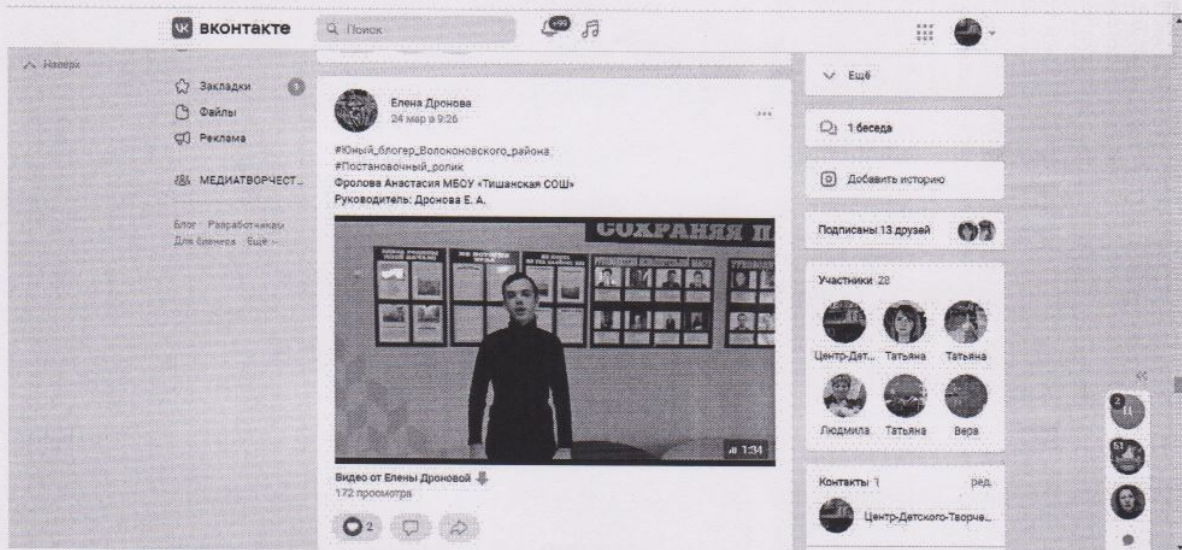 вконтакте
Поиск
+99
Наверх
Закладки 1
Файлы
Реклама
МЕДИАТВОРЧЕСТ...
Блог Разработчикам
Для бизнеса Ещё
Елена Дронова
24 мар в 9:26
#Юный_блогер_Волоконовского_района
#Постановочный_ролик
Фролова Анастасия МБОУ «Тишанская СОШ»
Руководитель: Дронова Е. А.
СОХРАНЯЯ П
1:34
Видео от Елены Дроновой
172 просмотра
2
Ещё
1 беседа
Добавить историю
Подписаны 13 друзей
Участники 28
Центр-Дет... Татьяна Татьяна
Людмила Татьяна Вера
Контакты 1 ред.
Центр-Детского-Творче...
2
51